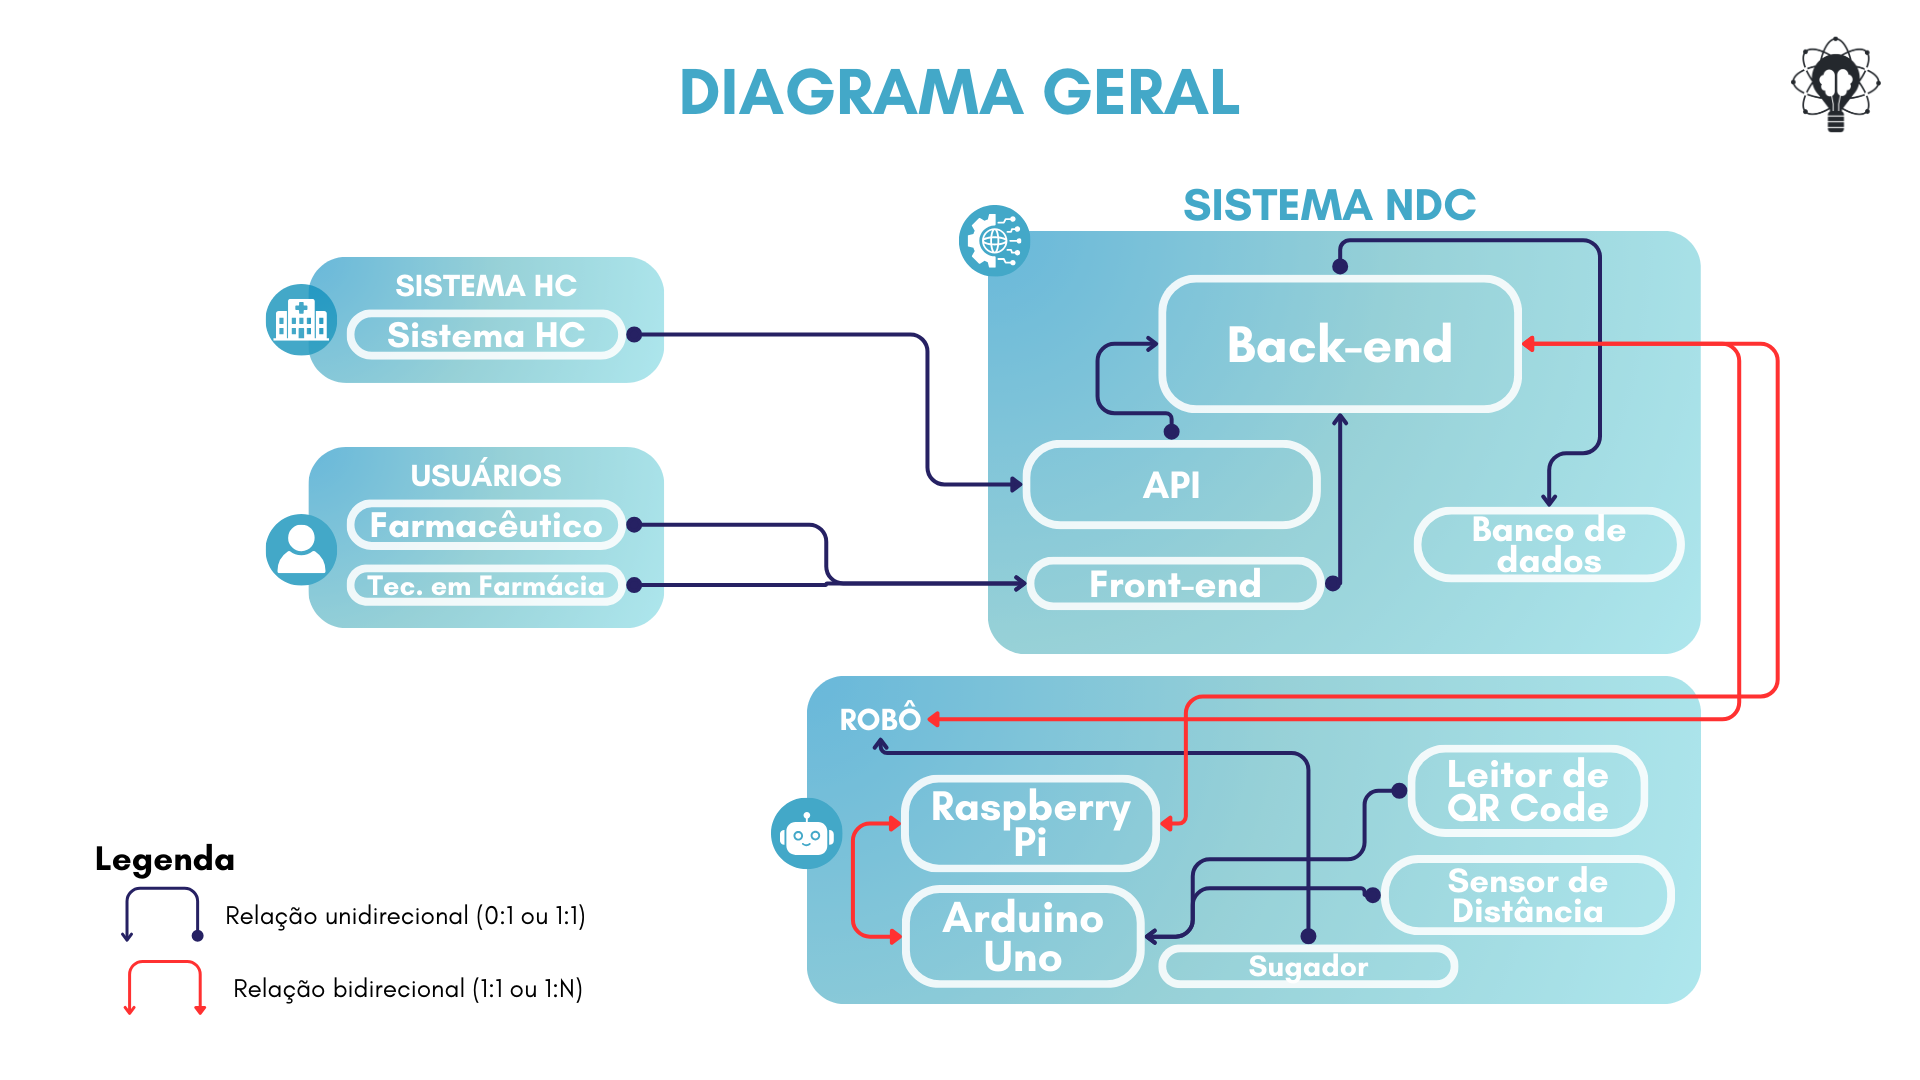 DIAGRAMA GERAL
SISTEMA NDC
SISTEMA HC
Sistema HC
USUÁRIOS
Farmacêutico
Tec. em Farmácia
Back-end
API
Front-end
Banco de
dados
ROBÔ
Raspberry
Pi
Arduino
Uno
Leitor de
QR Code
Sensor de
Distância
Sugador
Legenda
Relação unidirecional (0:1 ou 1:1)
Relação bidirecional (1:1 ou 1:N)